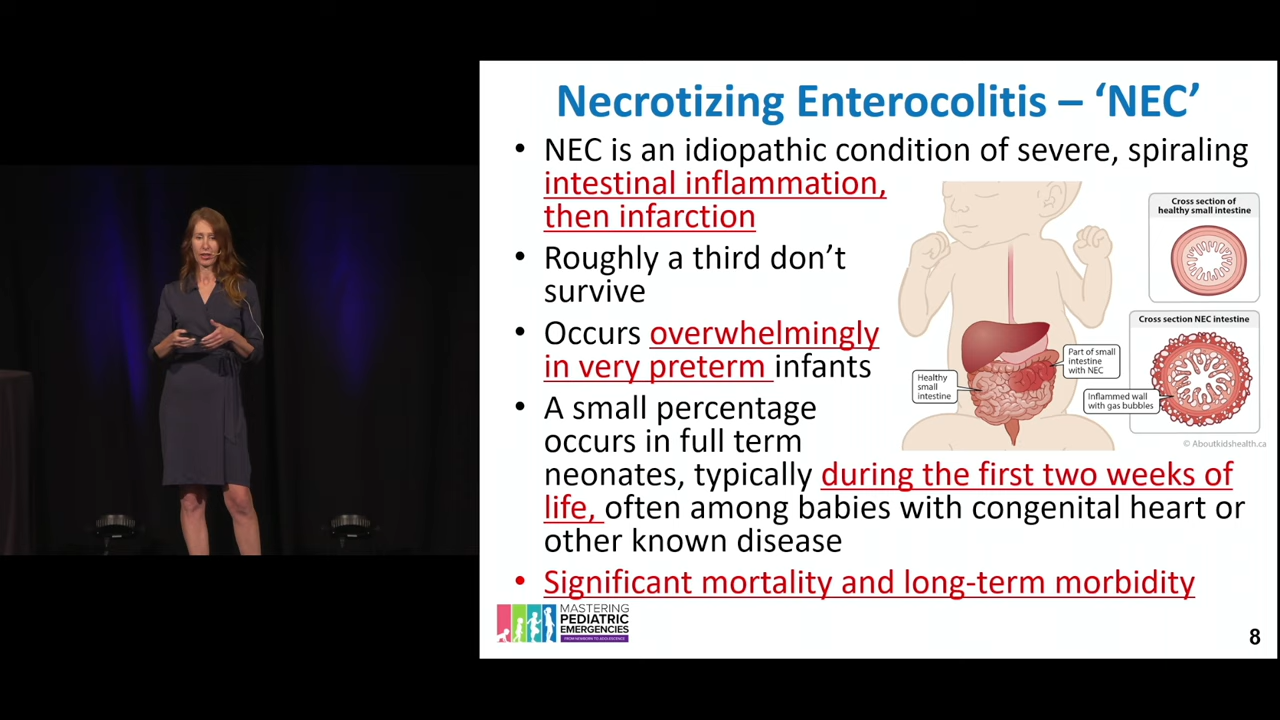 Necrotizing Enterocolitis – ‘NEC’
• NEC is an idiopathic condition of severe, spiraling
intestinal inflammation,
then infarction
• Roughly a third don’t
survive
• Occurs overwhelmingly
in very preterm infants
• A small percentage
occurs in full term
neonates, typically during the first two weeks of
life, often among babies with congenital heart or
other known disease
• Significant mortality and long-term morbidity
Cross section of
healthy small intestine
Cross section NEC intestine
Part of small
intestine
with NEC
Healthy
small
intestine
Inflamed wall
with gas bubbles
© Aboutkidshealth.ca
MASTERING
PEDIATRIC
EMERGENCIES
FROM NEWBORN TO ADOLESCENCE
8